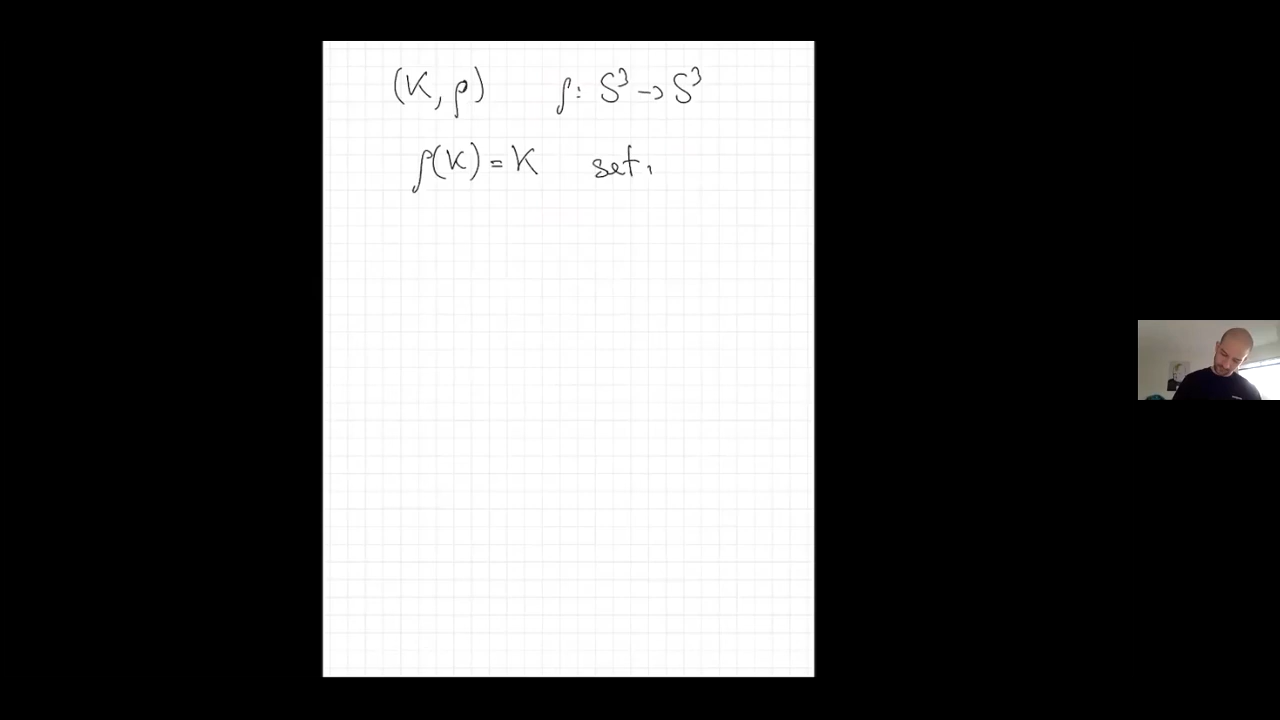 (K, ρ) ρ: S³ → S³
ρ(K) = K set.